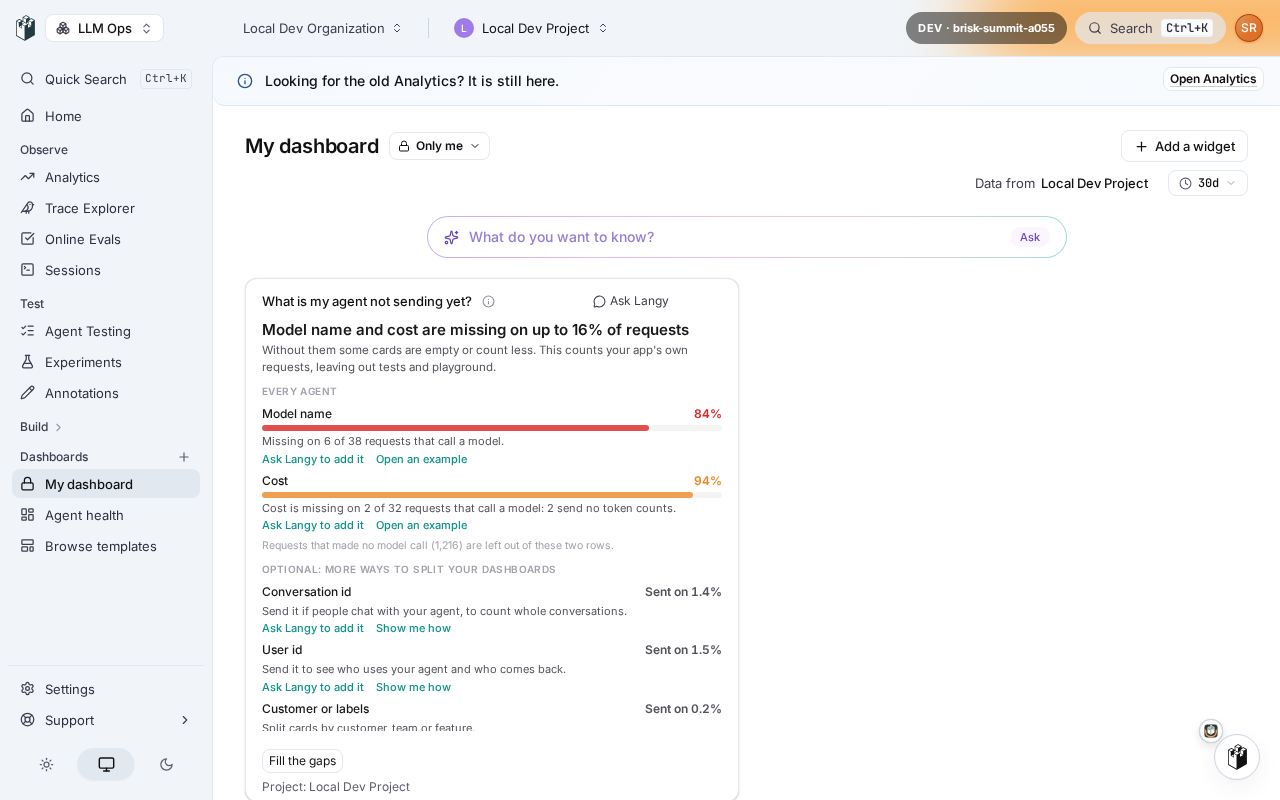 LLM Ops
Local Dev Organization
L
Local Dev Project
DEV · brisk-summit-a055
Search Ctrl+K
SR
Quick Search Ctrl+K
Home
Observe
Analytics
Trace Explorer
Online Evals
Sessions
Test
Agent Testing
Experiments
Annotations
Build
Dashboards
My dashboard
Agent health
Browse templates
Settings
Support
Looking for the old Analytics? It is still here.
Open Analytics
My dashboard
Only me
Add a widget
Data from Local Dev Project
30d
What do you want to know?
Ask
What is my agent not sending yet?
Ask Langy
Model name and cost are missing on up to 16% of requests
Without them some cards are empty or count less. This counts your app's own
requests, leaving out tests and playground.
EVERY AGENT
Model name 84%
Missing on 6 of 38 requests that call a model.
Ask Langy to add it Open an example
Cost 94%
Cost is missing on 2 of 32 requests that call a model: 2 send no token counts.
Ask Langy to add it Open an example
Requests that made no model call (1,216) are left out of these two rows.
OPTIONAL: MORE WAYS TO SPLIT YOUR DASHBOARDS
Conversation id Sent on 1.4%
Send it if people chat with your agent, to count whole conversations.
Ask Langy to add it Show me how
User id Sent on 1.5%
Send it to see who uses your agent and who comes back.
Ask Langy to add it Show me how
Customer or labels Sent on 0.2%
Split cards by customer, team or feature.
Fill the gaps
Project: Local Dev Project